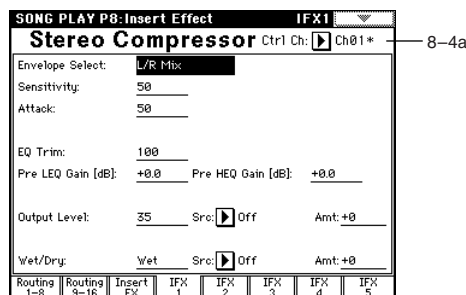 SONG PLAY P8:Insert Effect IFX1
Stereo Compressor Ctrl Ch: Ch01* 8–4a
Envelope Select: L/R Mix
Sensitivity: 50
Attack: 50
EQ Trim: 100
Pre LEQ Gain [dB]: +0.0 Pre HEQ Gain [dB]: +0.0
Output Level: 35 Src: Off Amt: +0
Wet/Dry: Wet Src: Off Amt: +0
Routing 1-8 Routing 9-16 Insert FX IFX 1 IFX 2 IFX 3 IFX 4 IFX 5